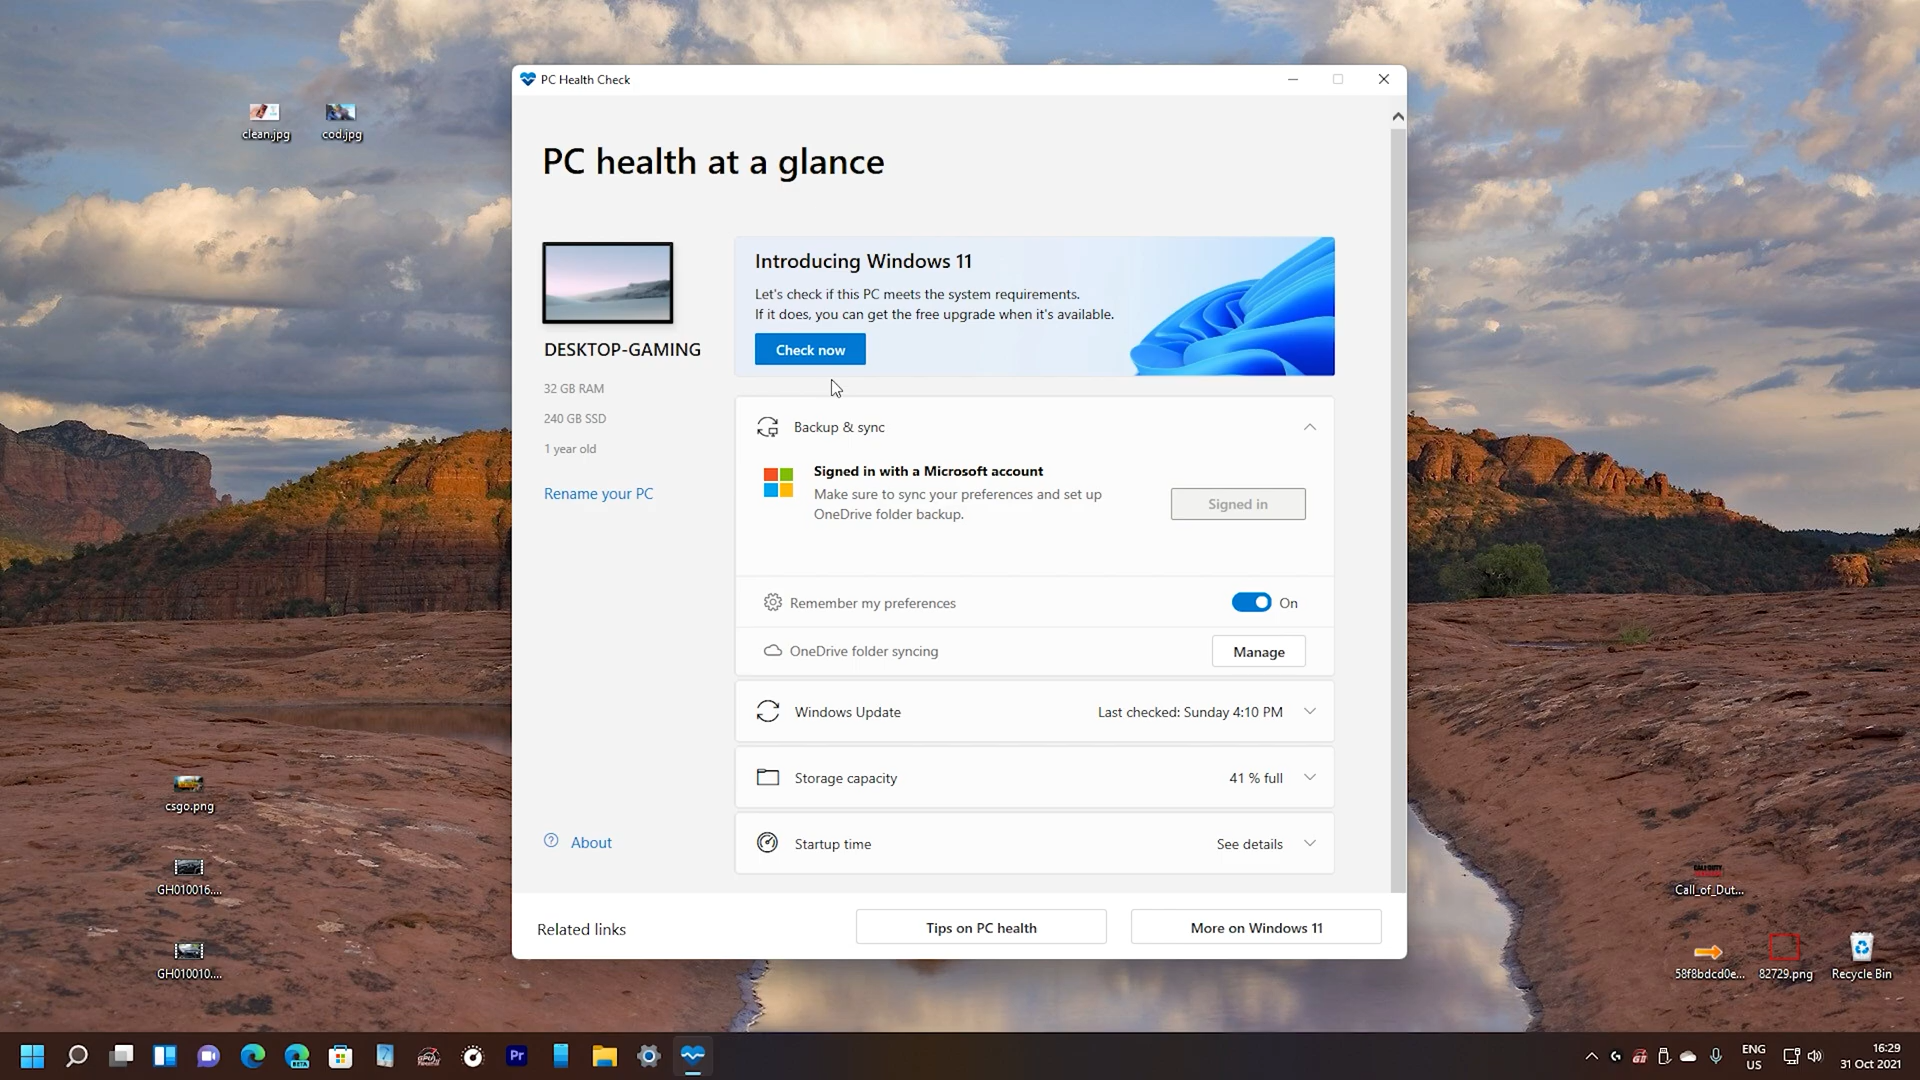 clean.jpg
cod.jpg
PC Health Check
PC health at a glance
DESKTOP-GAMING
32 GB RAM
240 GB SSD
1 year old
Rename your PC
About
Introducing Windows 11
Let's check if this PC meets the system requirements.
If it does, you can get the free upgrade when it's available.
Check now
Backup & sync
Signed in with a Microsoft account
Make sure to sync your preferences and set up
OneDrive folder backup.
Signed in
Remember my preferences
On
OneDrive folder syncing
Manage
Windows Update
Last checked: Sunday 4:10 PM
Storage capacity
41 % full
Startup time
See details
Related links
Tips on PC health
More on Windows 11
csgo.png
GH010016....
GH010010....
CALL OF DUTY
Call_of_Dut...
58f8bdcd0e...
82729.png
Recycle Bin
BETA
Pr
ENG
US
16:29
31 Oct 2021